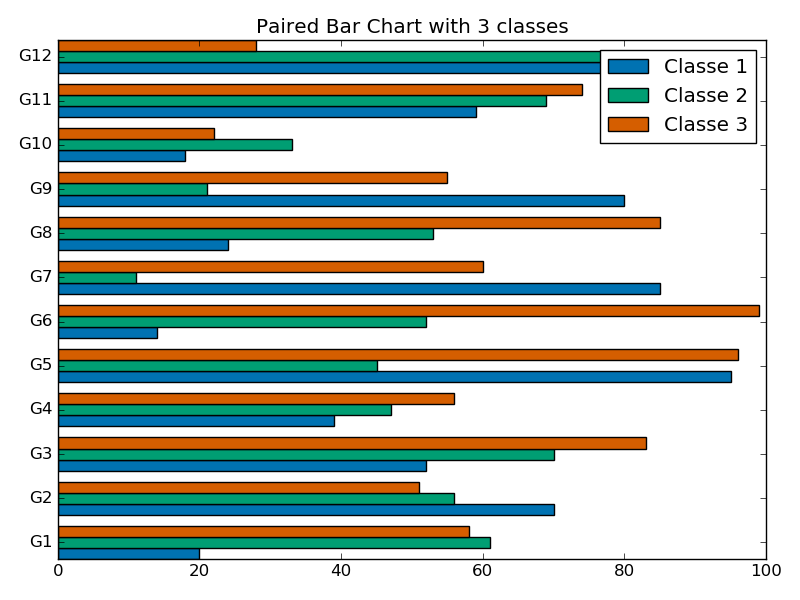 Paired Bar Chart with 3 classes
G12
G11
G10
G9
G8
G7
G6
G5
G4
G3
G2
G1
Classe 1
Classe 2
Classe 3
0 20 40 60 80 100